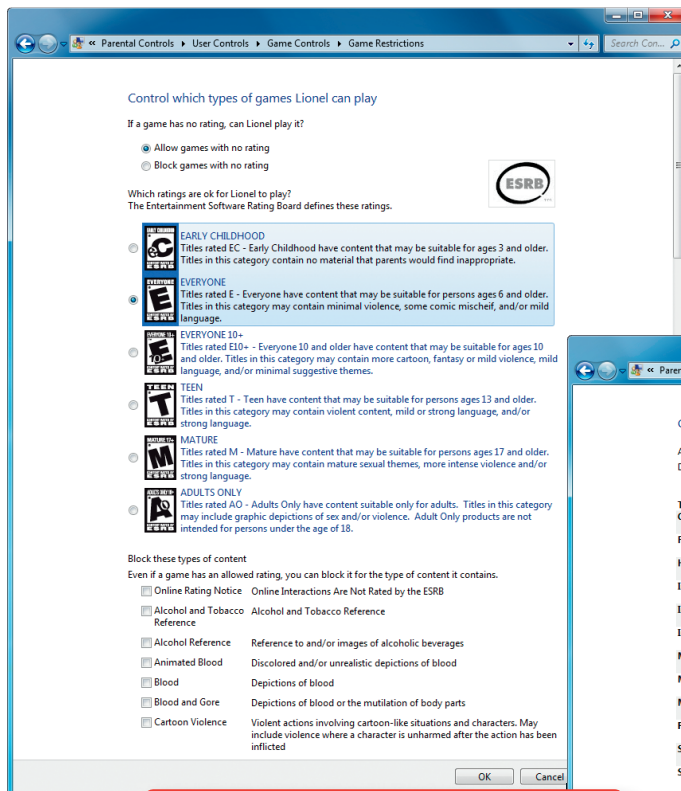 « Parental Controls ▸ User Controls ▸ Game Controls ▸ Game Restrictions
Search Con...
Control which types of games Lionel can play
If a game has no rating, can Lionel play it?
Allow games with no rating
Block games with no rating
ESRB
Which ratings are ok for Lionel to play?
The Entertainment Software Rating Board defines these ratings.
EARLY CHILDHOOD
Titles rated EC - Early Childhood have content that may be suitable for ages 3 and older.
Titles in this category contain no material that parents would find inappropriate.
EVERYONE
E
ESRB
EVERYONE
Titles rated E - Everyone have content that may be suitable for persons ages 6 and older.
Titles in this category may contain minimal violence, some comic mischeif, and/or mild
language.
EVERYONE 10+
Titles rated E10+ - Everyone 10 and older have content that may be suitable for ages 10
and older. Titles in this category may contain more cartoon, fantasy or mild violence, mild
language, and/or minimal suggestive themes.
TEEN
T
ESRB
TEEN
Titles rated T - Teen have content that may be suitable for persons ages 13 and older.
Titles in this category may contain violent content, mild or strong language, and/or
strong language.
MATURE 17+
M
ESRB
MATURE
Titles rated M - Mature have content that may be suitable for persons ages 17 and older.
Titles in this category may contain mature sexual themes, more intense violence and/or
strong language.
ADULTS ONLY
Titles rated AO - Adults Only have content suitable only for adults. Titles in this category
may include graphic depictions of sex and/or violence. Adult Only products are not
intended for persons under the age of 18.
Block these types of content
Even if a game has an allowed rating, you can block it for the type of content it contains.
Online Rating Notice Online Interactions Are Not Rated by the ESRB
Alcohol and Tobacco Reference Alcohol and Tobacco Reference
Alcohol Reference Reference to and/or images of alcoholic beverages
Animated Blood Discolored and/or unrealistic depictions of blood
Blood Depictions of blood
Blood and Gore Depictions of blood or the mutilation of body parts
Cartoon Violence Violent actions involving cartoon-like situations and characters. May
include violence where a character is unharmed after the action has been
inflicted
OK Cancel
« Paren